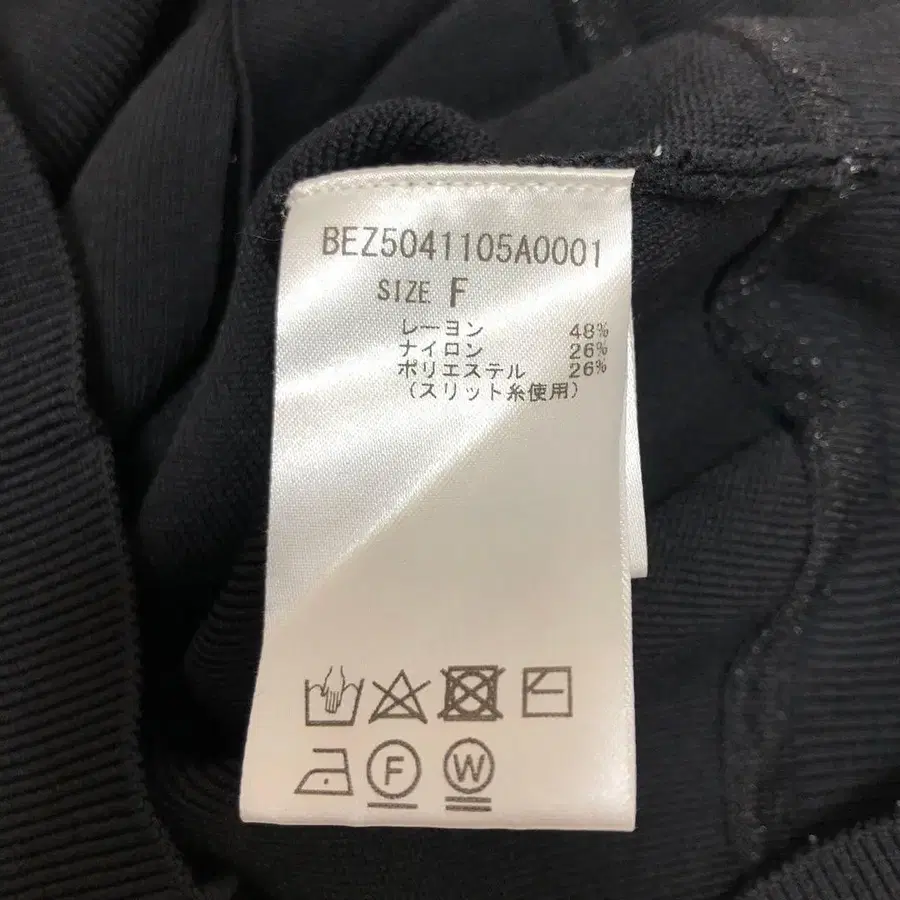 BEZ5041105A0001
SIZE F
レーヨン 48%
ナイロン 26%
ポリエステル 26%
(スリット糸使用)
F W